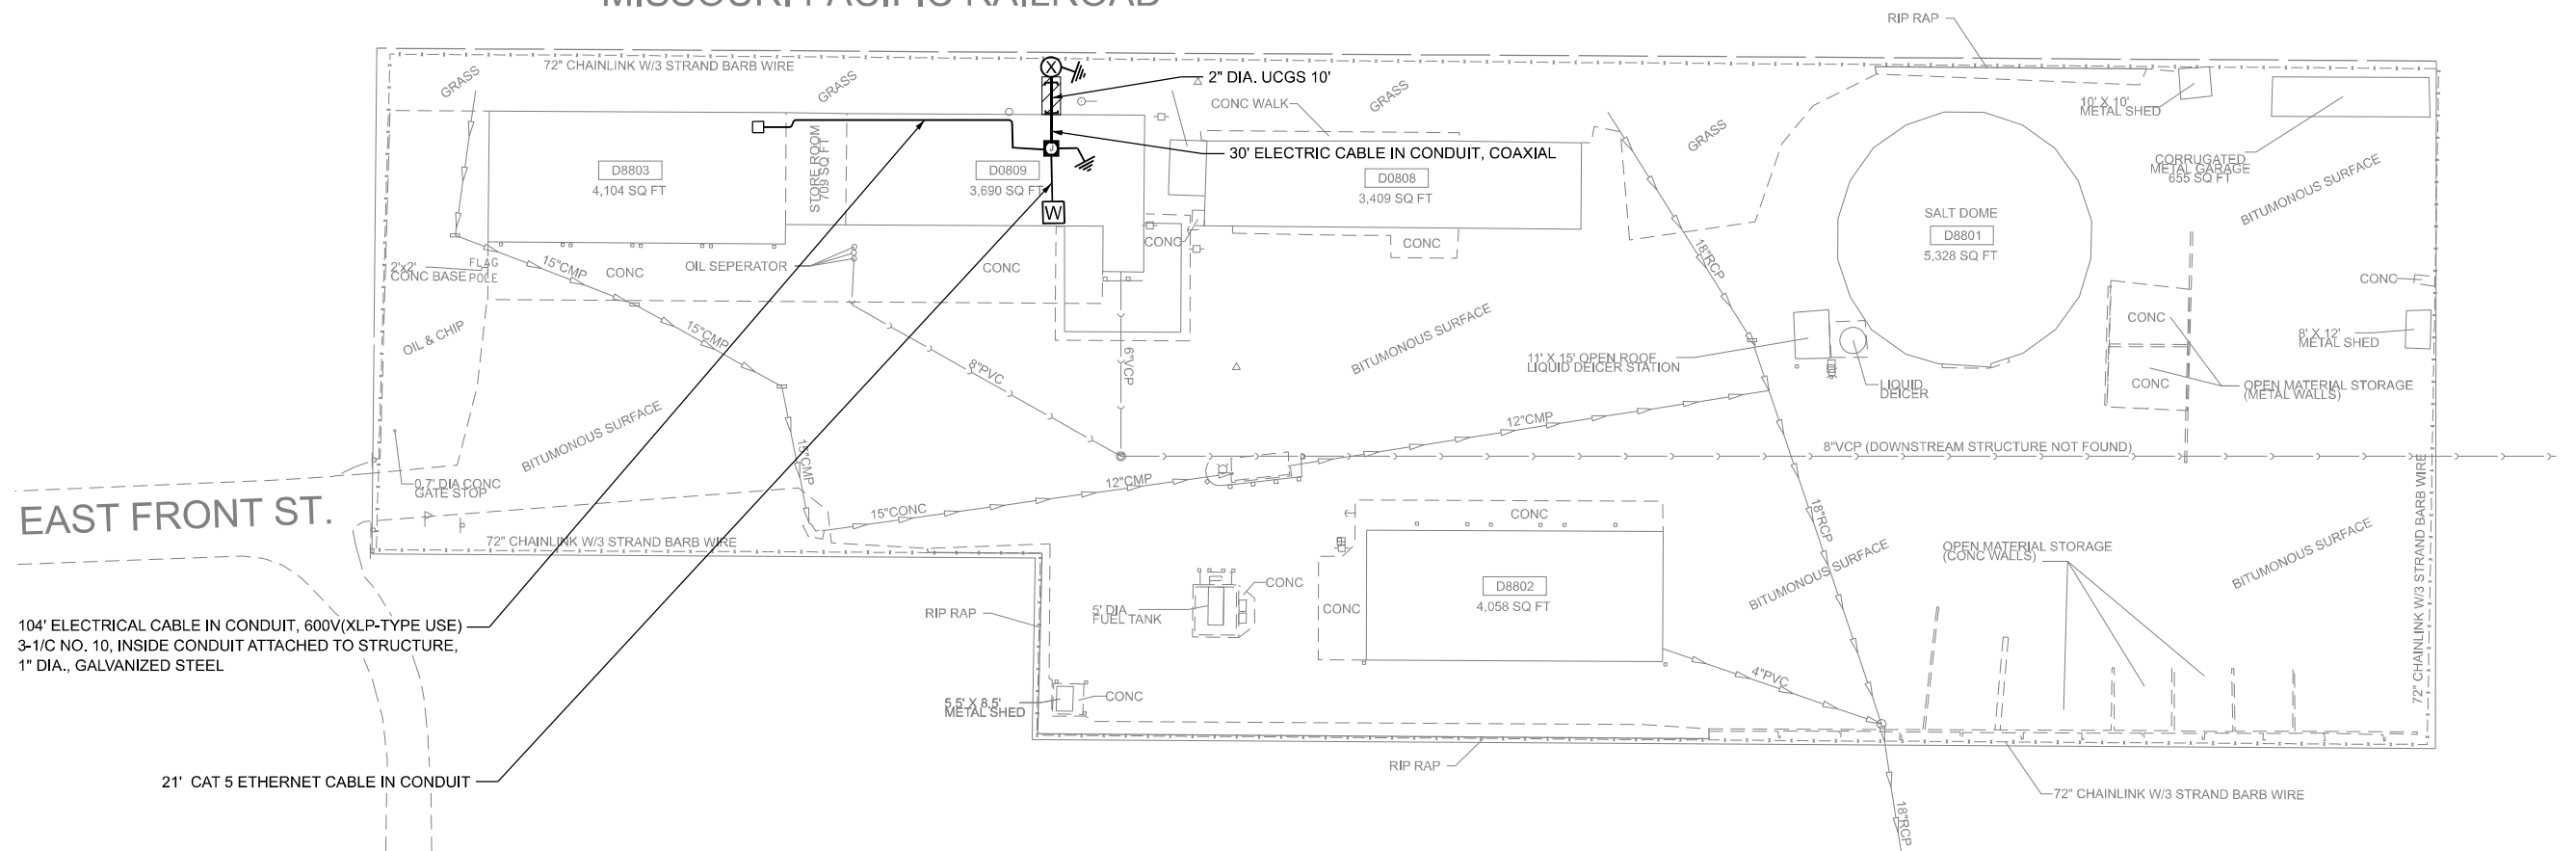 MISSOURI PACIFIC RAILROAD
RIP RAP
72" CHAINLINK W/3 STRAND BARB WIRE
GRASS
GRASS
X
2" DIA. UCGS 10'
CONC WALK
GRASS
GRASS
10' X 10'
METAL SHED
30' ELECTRIC CABLE IN CONDUIT, COAXIAL
CORRUGATED
METAL GARAGE
655 SQ FT
BITUMONOUS SURFACE
D8803
4,104 SQ FT
STORE ROOM
709 SQ FT
D0809
3,690 SQ FT
J
W
D0808
3,409 SQ FT
SALT DOME
D8801
5,328 SQ FT
CONC
CONC
18"RCP
2'x2'
CONC BASE
FLAG
POLE
15"CMP
CONC
OIL SEPERATOR
CONC
CONC
OIL & CHIP
15"CMP
8"PVC
6"VCP
BITUMONOUS SURFACE
11' X 15' OPEN ROOF
LIQUID DEICER STATION
LIQUID
DEICER
CONC
CONC
8' X 12'
METAL SHED
OPEN MATERIAL STORAGE
(METAL WALLS)
BITUMONOUS SURFACE
15"CMP
12"CMP
8"VCP (DOWNSTREAM STRUCTURE NOT FOUND)
0.7' DIA CONC
GATE STOP
12"CMP
15"CONC
EAST FRONT ST.
72" CHAINLINK W/3 STRAND BARB WIRE
CONC
18"RCP
BITUMONOUS SURFACE
OPEN MATERIAL STORAGE
(CONC WALLS)
BITUMONOUS SURFACE
72" CHAINLINK W/3 STRAND BARB WIRE
D8802
4,058 SQ FT
CONC
CONC
5' DIA
FUEL TANK
RIP RAP
104' ELECTRICAL CABLE IN CONDUIT, 600V(XLP-TYPE USE)
3-1/C NO. 10, INSIDE CONDUIT ATTACHED TO STRUCTURE,
1" DIA., GALVANIZED STEEL
4"PVC
5.5' X 8.5'
METAL SHED
CONC
RIP RAP
21' CAT 5 ETHERNET CABLE IN CONDUIT
72" CHAINLINK W/3 STRAND BARB WIRE
18"RCP